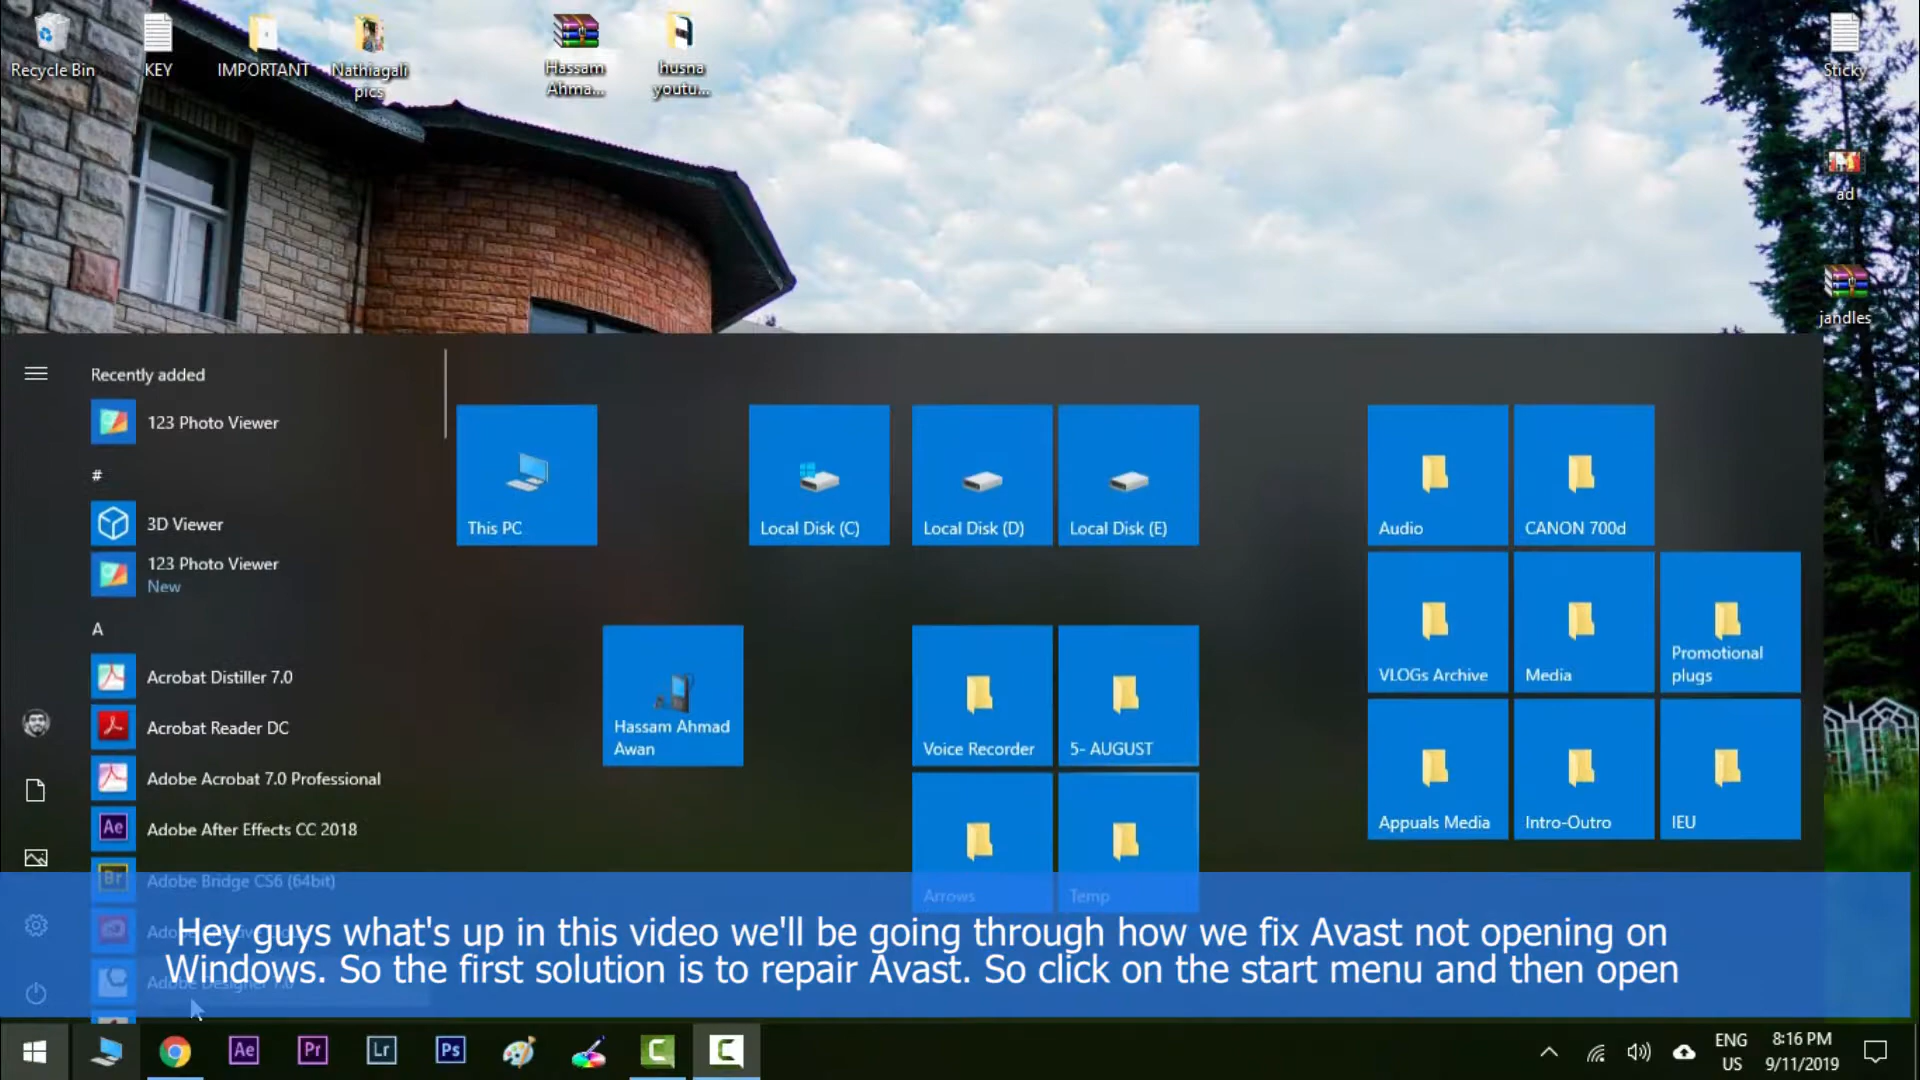 Recycle Bin
KEY
IMPORTANT
Nathiagali
pics
Hassam
Ahma...
husna
youtu...
Sticky
ad
jandles
Recently added
123 Photo Viewer
#
3D Viewer
123 Photo Viewer
New
A
Acrobat Distiller 7.0
Acrobat Reader DC
Adobe Acrobat 7.0 Professional
Ae
Adobe After Effects CC 2018
Br
Adobe Bridge CS6 (64bit)
This PC
Local Disk (C)
Local Disk (D)
Local Disk (E)
Hassam Ahmad
Awan
Voice Recorder
5- AUGUST
Arrows
Temp
Audio
CANON 700d
VLOGs Archive
Media
Promotional
plugs
Appuals Media
Intro-Outro
IEU
Hey guys what's up in this video we'll be going through how we fix Avast not opening on
Windows. So the first solution is to repair Avast. So click on the start menu and then open
Ae
Pr
Lr
Ps
ENG
US
8:16 PM
9/11/2019